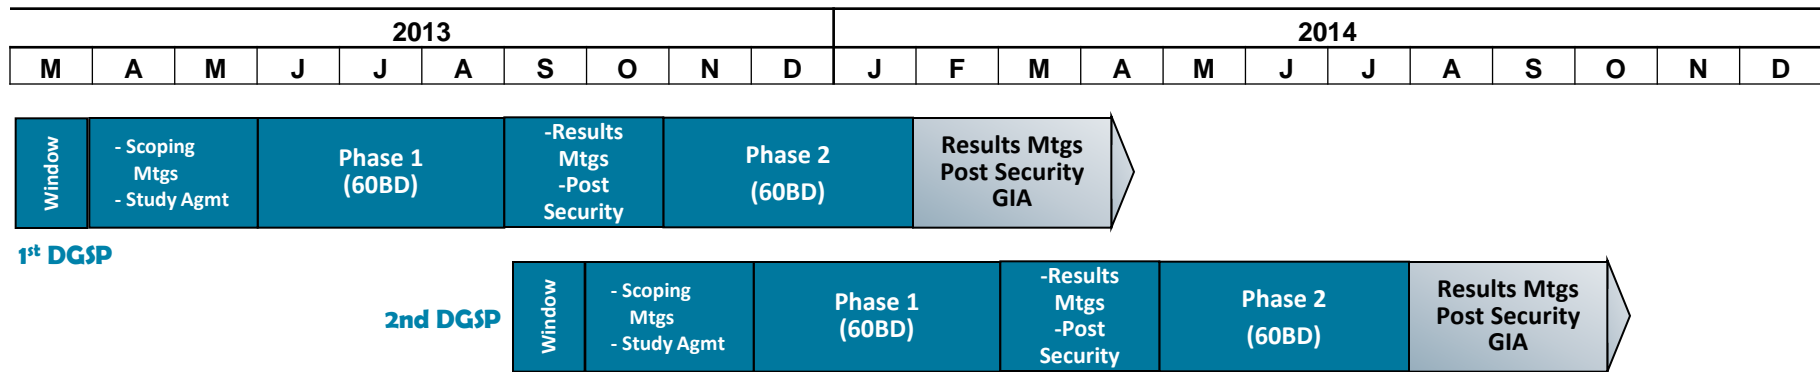 2013 2014
M A M J J A S O N D J F M A M J J A S O N D
Window
- Scoping
Mtgs
- Study Agmt
Phase 1
(60BD)
-Results
Mtgs
-Post
Security
Phase 2
(60BD)
Results Mtgs
Post Security
GIA
1st DGSP
2nd DGSP
Window
- Scoping
Mtgs
- Study Agmt
Phase 1
(60BD)
-Results
Mtgs
-Post
Security
Phase 2
(60BD)
Results Mtgs
Post Security
GIA